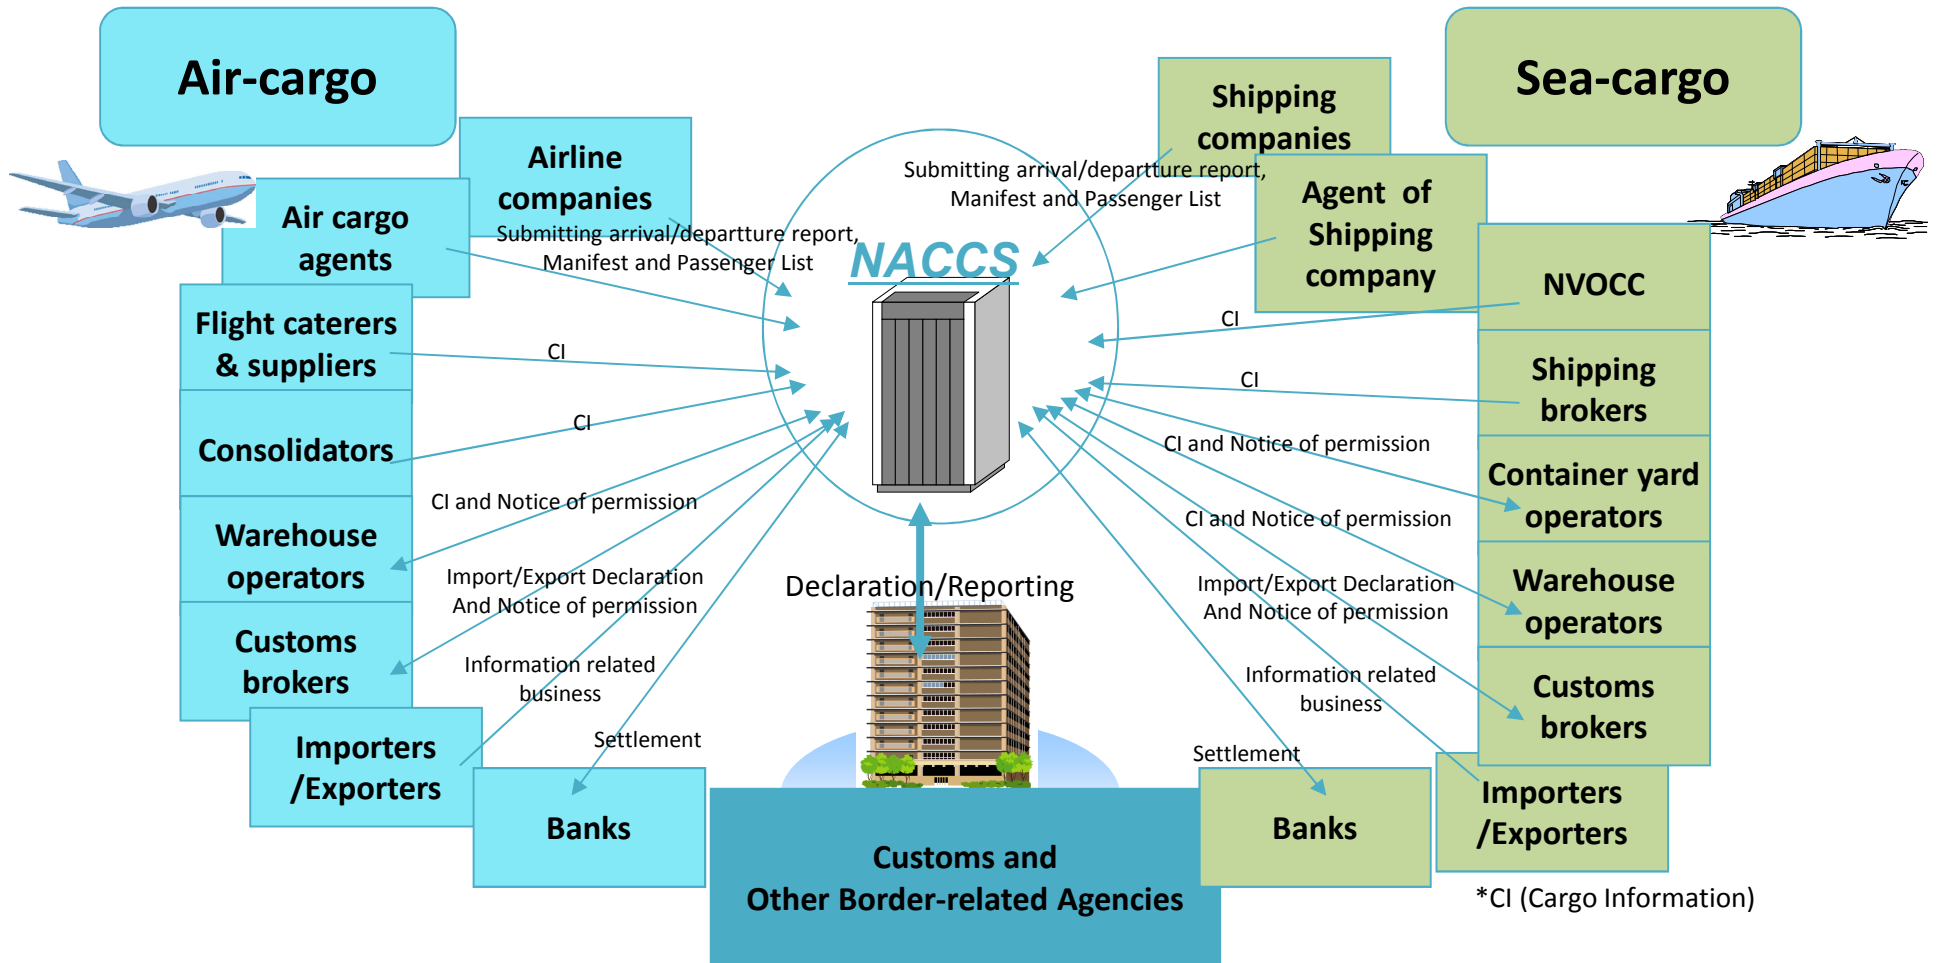 Air-cargo
Sea-cargo
Airline
companies
Air cargo
agents
Flight caterers
& suppliers
Consolidators
Warehouse
operators
Customs
brokers
Importers
/Exporters
Banks
Submitting arrival/departture report,
Manifest and Passenger List
CI
CI
CI and Notice of permission
Import/Export Declaration
And Notice of permission
Information related
business
Settlement
NACCS
Declaration/Reporting
Customs and
Other Border-related Agencies
Shipping
companies
Agent of
Shipping
company
NVOCC
Shipping
brokers
Container yard
operators
Warehouse
operators
Customs
brokers
Importers
/Exporters
Banks
Submitting arrival/departture report,
Manifest and Passenger List
CI
CI
CI and Notice of permission
CI and Notice of permission
Import/Export Declaration
And Notice of permission
Information related
business
Settlement
*CI (Cargo Information)